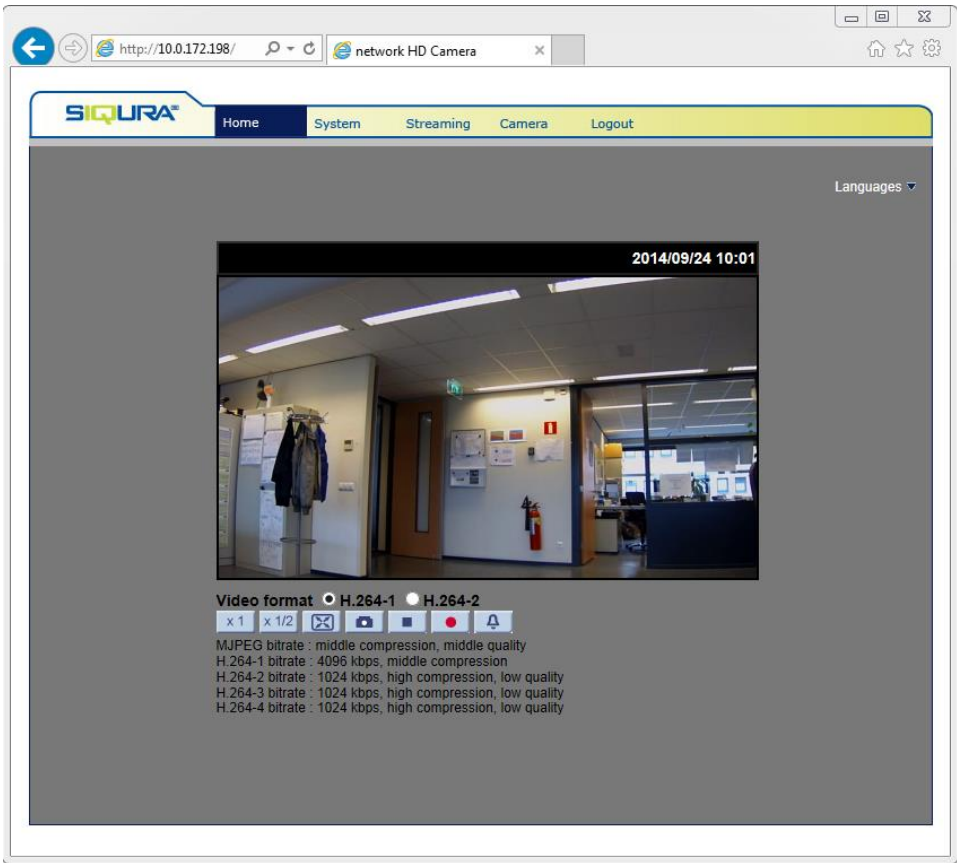 http://10.0.172.198/
network HD Camera
SIQURA
Home System Streaming Camera Logout
Languages
2014/09/24 10:01
Video format H.264-1 H.264-2
x 1 x 1/2
MJPEG bitrate : middle compression, middle quality
H.264-1 bitrate : 4096 kbps, middle compression
H.264-2 bitrate : 1024 kbps, high compression, low quality
H.264-3 bitrate : 1024 kbps, high compression, low quality
H.264-4 bitrate : 1024 kbps, high compression, low quality